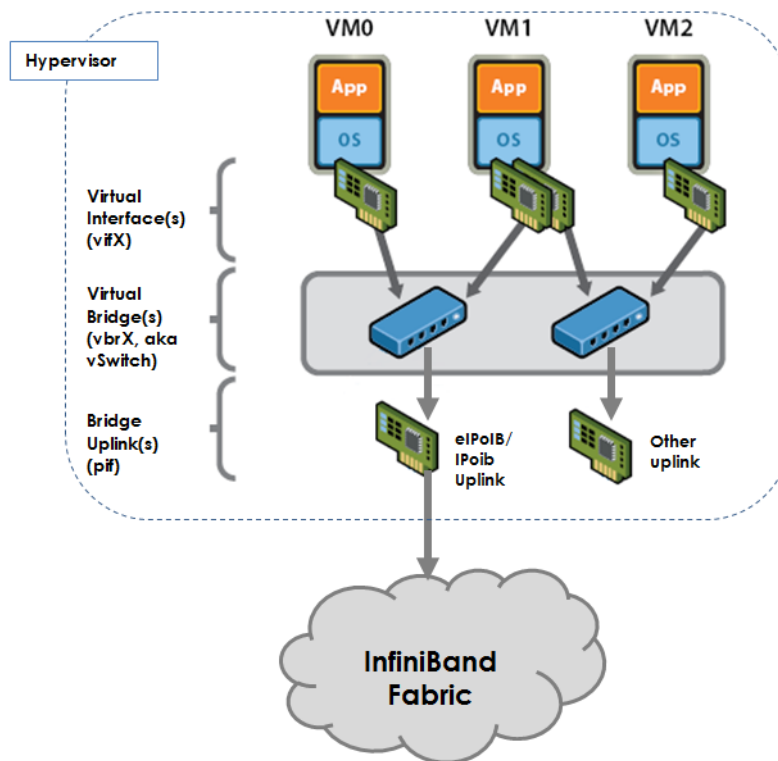 VM0
VM1
VM2
Hypervisor
App
App
App
OS
OS
OS
Virtual
Interface(s)
(vifX)
Virtual
Bridge(s)
(vbrX, aka
vSwitch)
Bridge
Uplink(s)
(pif)
eIPoIB/
IPoib
Uplink
Other
uplink
InfiniBand
Fabric